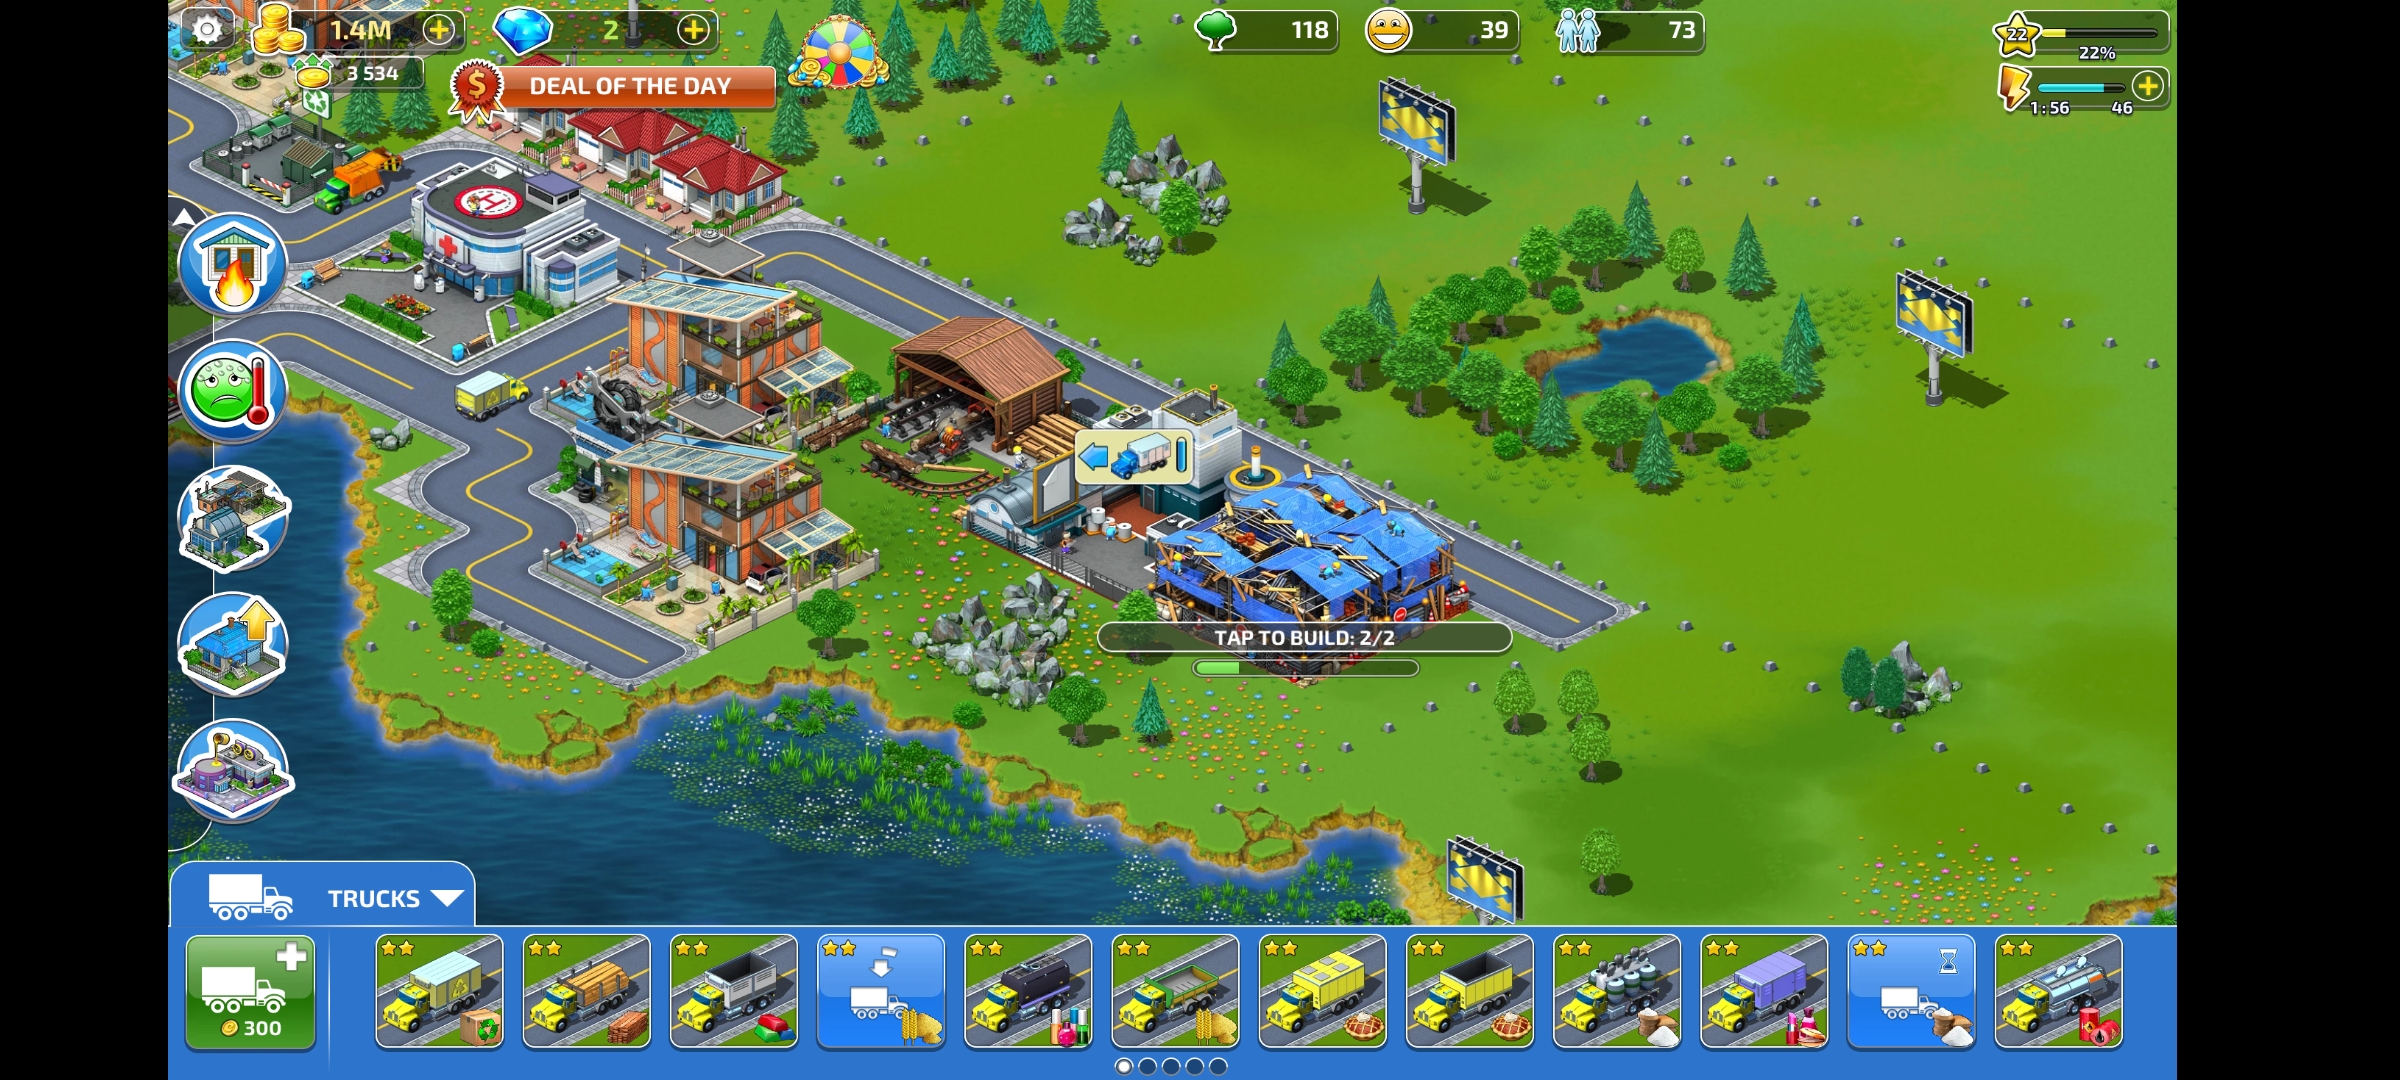 1.4M
2
118
39
73
22
22%
3 534
DEAL OF THE DAY
1:56
46
H
TAP TO BUILD: 2/2
TRUCKS
300